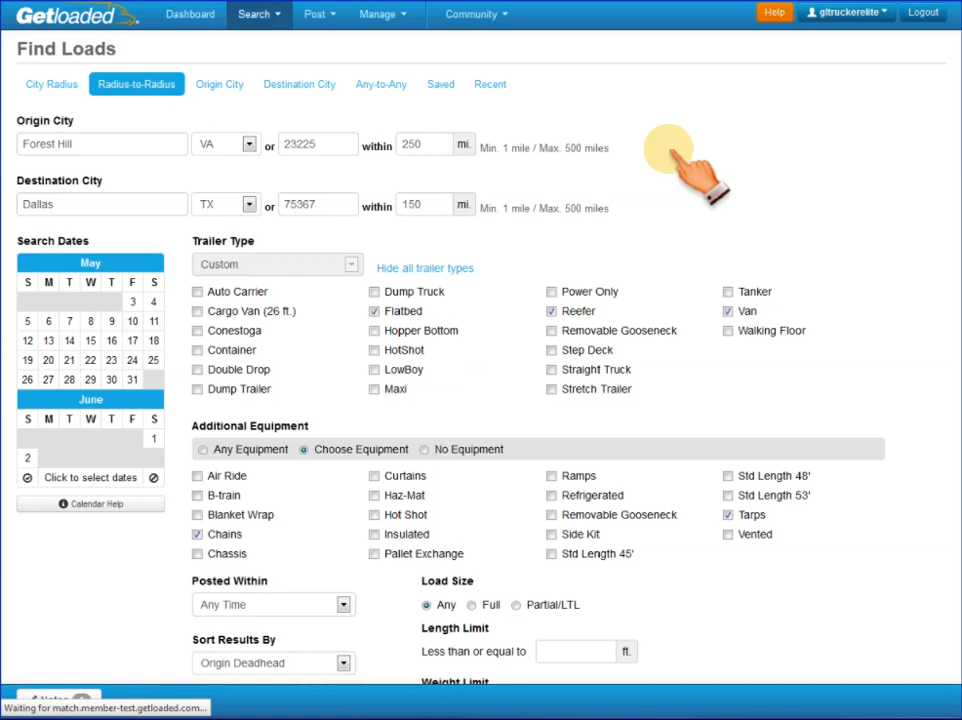 Getloaded. Dashboard Search Post Manage Community Help gltruckerelite Logout
Find Loads
City Radius Radius-to-Radius Origin City Destination City Any-to-Any Saved Recent
Origin City
Forest Hill VA or 23225 within 250 mi. Min. 1 mile / Max. 500 miles
Destination City
Dallas TX or 75367 within 150 mi. Min. 1 mile / Max. 500 miles
Search Dates
May
S M T W T F S
3 4
5 6 7 8 9 10 11
12 13 14 15 16 17 18
19 20 21 22 23 24 25
26 27 28 29 30 31
June
S M T W T F S
1
2
Click to select dates
Calendar Help
Trailer Type
Custom Hide all trailer types
Auto Carrier Dump Truck Power Only Tanker
Cargo Van (26 ft.) Flatbed Reefer Van
Conestoga Hopper Bottom Removable Gooseneck Walking Floor
Container HotShot Step Deck
Double Drop LowBoy Straight Truck
Dump Trailer Maxi Stretch Trailer
Additional Equipment
Any Equipment Choose Equipment No Equipment
Air Ride Curtains Ramps Std Length 48'
B-train Haz-Mat Refrigerated Std Length 53'
Blanket Wrap Hot Shot Removable Gooseneck Tarps
Chains Insulated Side Kit Vented
Chassis Pallet Exchange Std Length 45'
Posted Within
Any Time
Sort Results By
Origin Deadhead
Load Size
Any Full Partial/LTL
Length Limit
Less than or equal to ft.
Weight Limit
Waiting for match.member-test.getloaded.com...